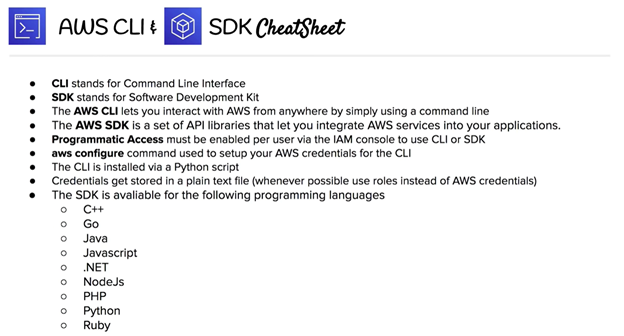 AWS CLI & SDK CheatSheet
● CLI stands for Command Line Interface
● SDK stands for Software Development Kit
● The AWS CLI lets you interact with AWS from anywhere by simply using a command line
● The AWS SDK is a set of API libraries that let you integrate AWS services into your applications.
● Programmatic Access must be enabled per user via the IAM console to use CLI or SDK
● aws configure command used to setup your AWS credentials for the CLI
● The CLI is installed via a Python script
● Credentials get stored in a plain text file (whenever possible use roles instead of AWS credentials)
● The SDK is avaliable for the following programming languages
○ C++
○ Go
○ Java
○ Javascript
○ .NET
○ NodeJs
○ PHP
○ Python
○ Ruby